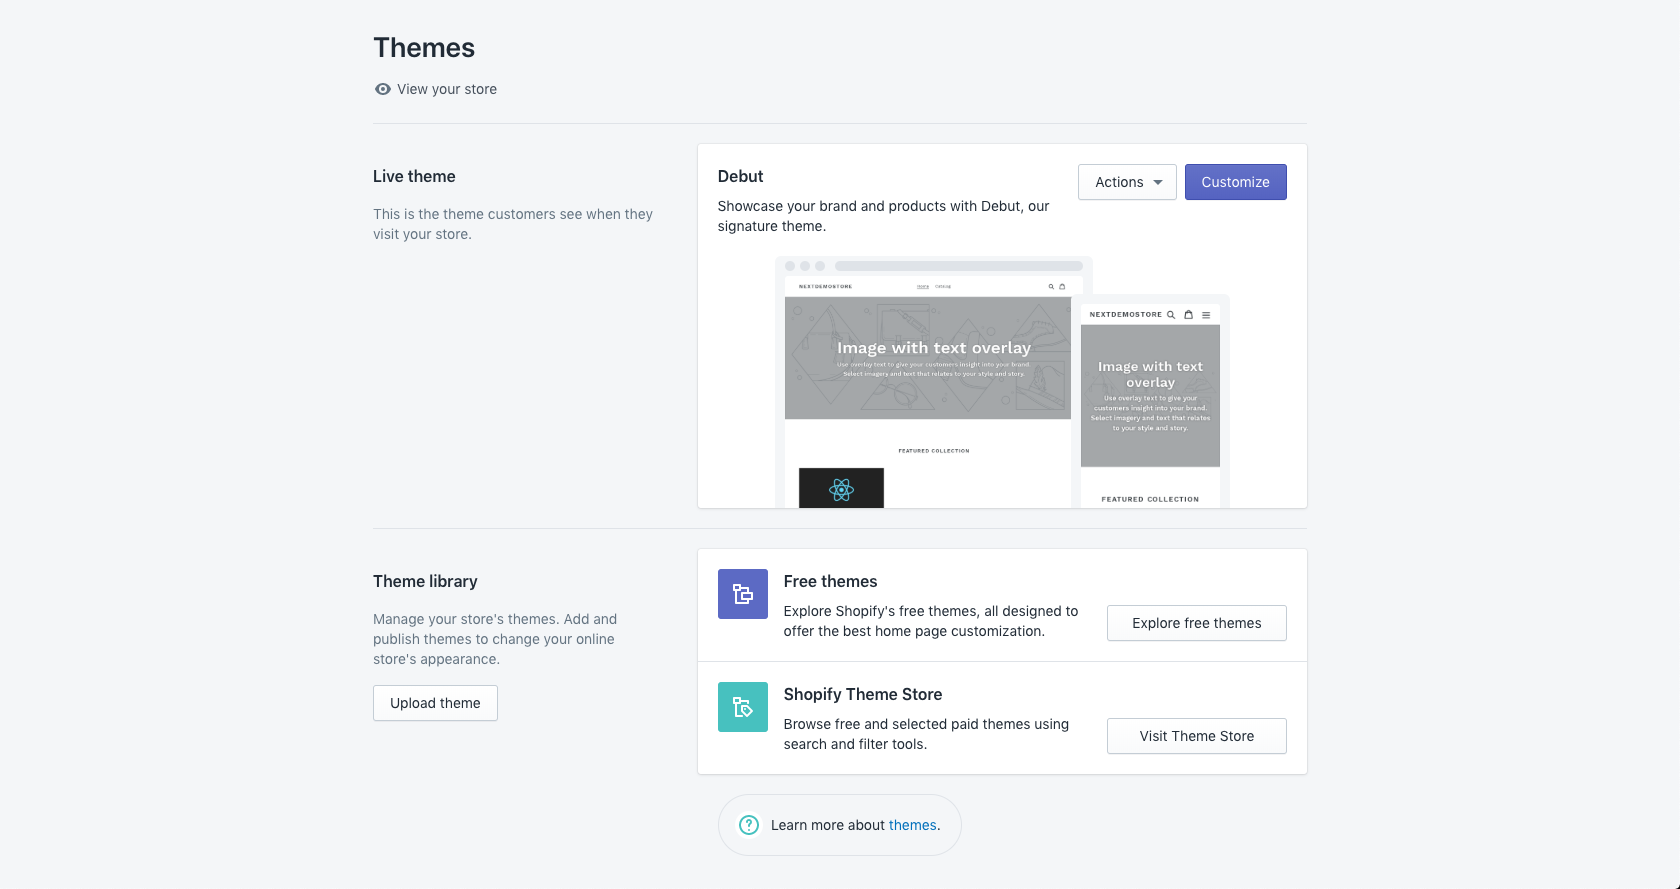 Themes
View your store
Live theme
This is the theme customers see when they
visit your store.
Debut
Showcase your brand and products with Debut, our
signature theme.
Actions
Customize
NEXTDEMOSTORE
Home
Catalog
Image with text overlay
Use overlay text to give your customers insight into your brand.
Select imagery and text that relates to your style and story.
FEATURED COLLECTION
NEXTDEMOSTORE
Image with text
overlay
Use overlay text to give your
customers insight into your brand.
Select imagery and text that relates
to your style and story.
FEATURED COLLECTION
Theme library
Manage your store's themes. Add and
publish themes to change your online
store's appearance.
Upload theme
Free themes
Explore Shopify's free themes, all designed to
offer the best home page customization.
Explore free themes
Shopify Theme Store
Browse free and selected paid themes using
search and filter tools.
Visit Theme Store
Learn more about themes.